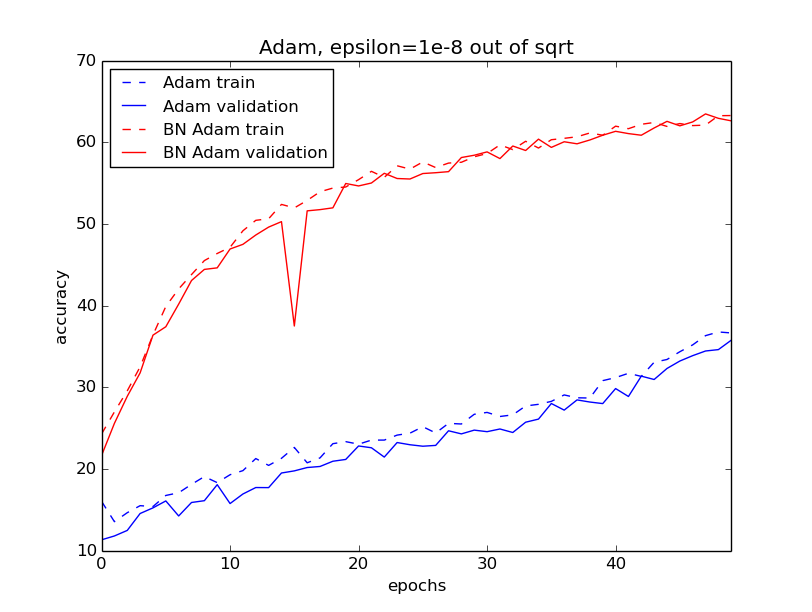 Adam, epsilon=1e-8 out of sqrt
70
60
50
40
30
20
10
accuracy
Adam train
Adam validation
BN Adam train
BN Adam validation
0
10
20
30
40
epochs